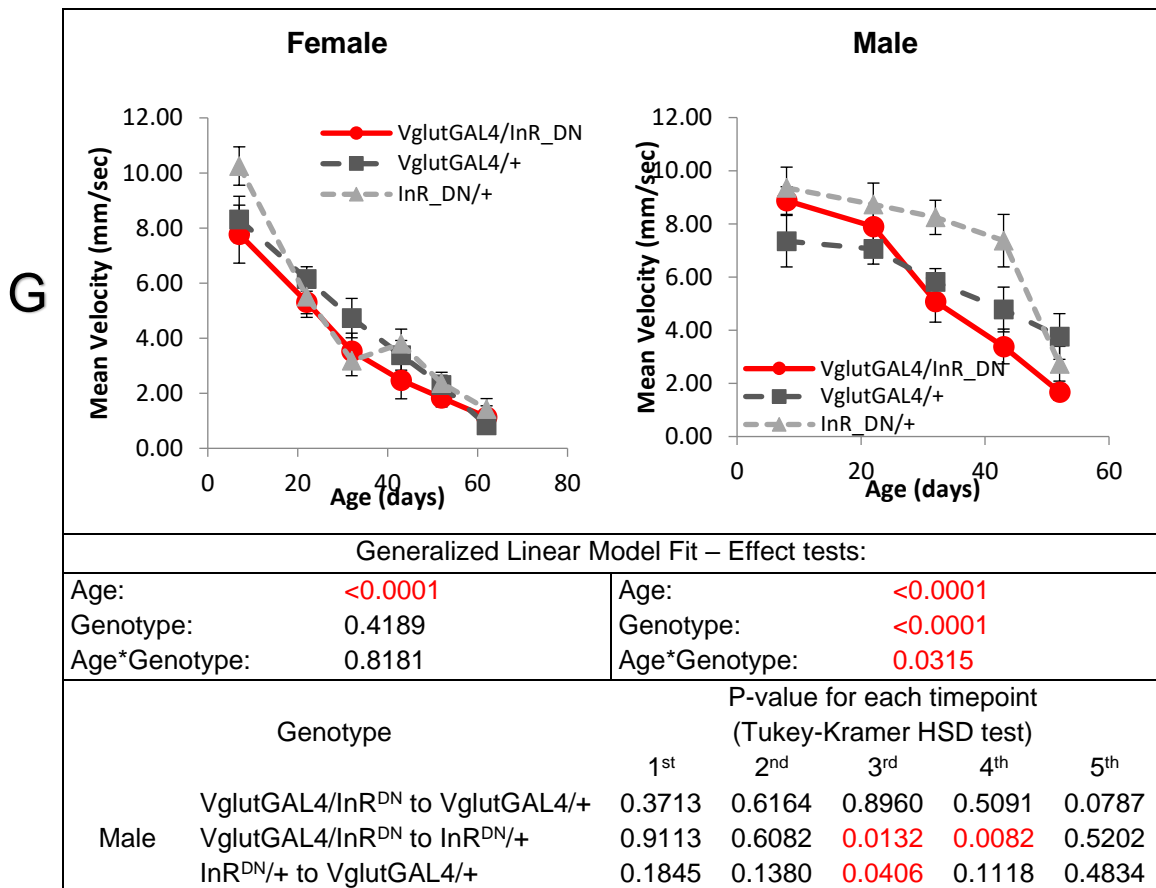 G
Female
Male
Mean Velocity (mm/sec)
12.00
10.00
8.00
6.00
4.00
2.00
0.00
0 20 40 60 80
Age (days)
VglutGAL4/InR_DN
VglutGAL4/+
InR_DN/+
Mean Velocity (mm/sec)
12.00
10.00
8.00
6.00
4.00
2.00
0.00
0 20 40 60
Age (days)
VglutGAL4/InR_DN
VglutGAL4/+
InR_DN/+
Generalized Linear Model Fit – Effect tests:
Age: <0.0001 Age: <0.0001
Genotype: 0.4189 Genotype: <0.0001
Age*Genotype: 0.8181 Age*Genotype: 0.0315
P-value for each timepoint
Genotype (Tukey-Kramer HSD test)
1st 2nd 3rd 4th 5th
VglutGAL4/InRDN to VglutGAL4/+ 0.3713 0.6164 0.8960 0.5091 0.0787
Male VglutGAL4/InRDN to InRDN/+ 0.9113 0.6082 0.0132 0.0082 0.5202
InRDN/+ to VglutGAL4/+ 0.1845 0.1380 0.0406 0.1118 0.4834